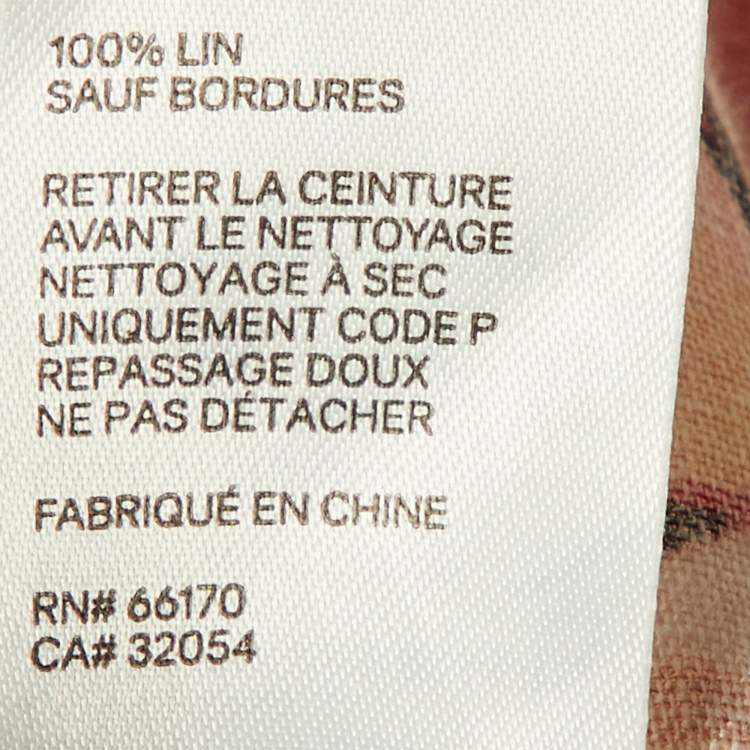 100% LIN
SAUF BORDURES
RETIRER LA CEINTURE
AVANT LE NETTOYAGE
NETTOYAGE À SEC
UNIQUEMENT CODE P
REPASSAGE DOUX
NE PAS DÉTACHER
FABRIQUÉ EN CHINE
RN# 66170
CA# 32054